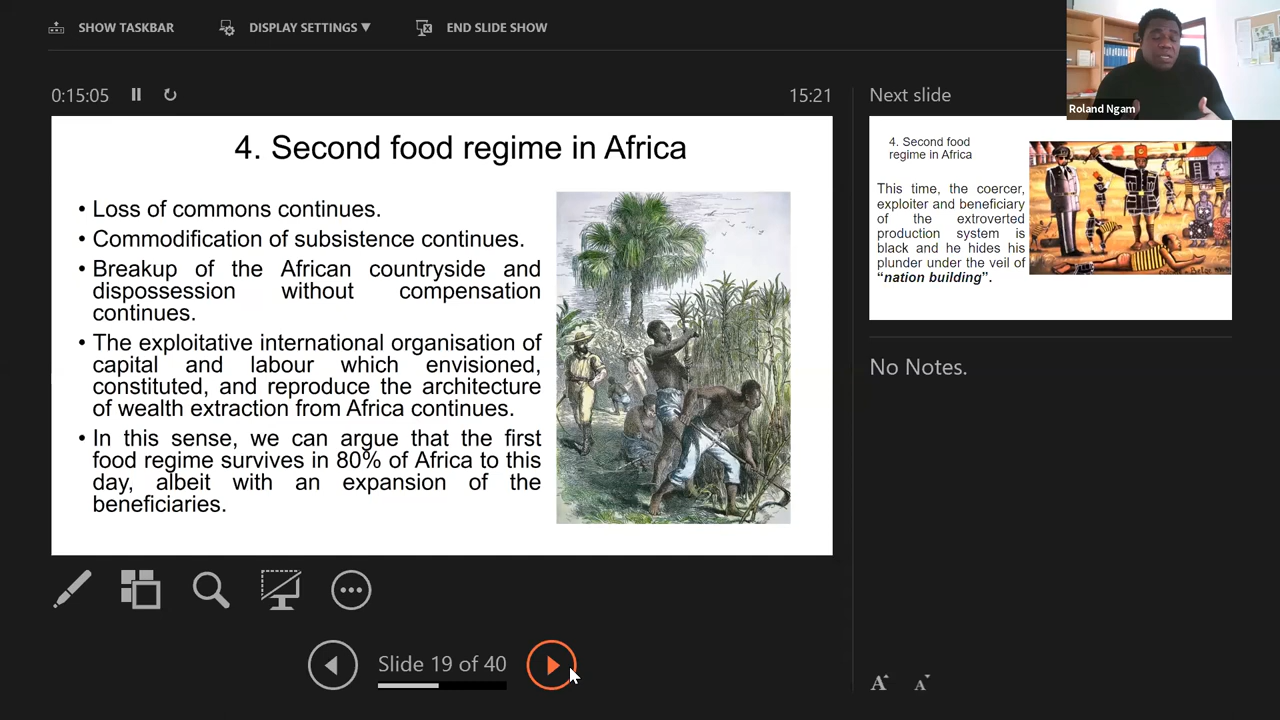 SHOW TASKBAR
DISPLAY SETTINGS ▼
END SLIDE SHOW
Roland Ngam
0:15:05
15:21
Next slide
4. Second food regime in Africa
• Loss of commons continues.
• Commodification of subsistence continues.
• Breakup of the African countryside and
dispossession without compensation
continues.
• The exploitative international organisation of
capital and labour which envisioned,
constituted, and reproduce the architecture
of wealth extraction from Africa continues.
• In this sense, we can argue that the first
food regime survives in 80% of Africa to this
day, albeit with an expansion of the
beneficiaries.
4. Second food
regime in Africa
This time, the coercer,
exploiter and beneficiary
of the extroverted
production system is
black and he hides his
plunder under the veil of
“nation building”.
No Notes.
Slide 19 of 40
A A